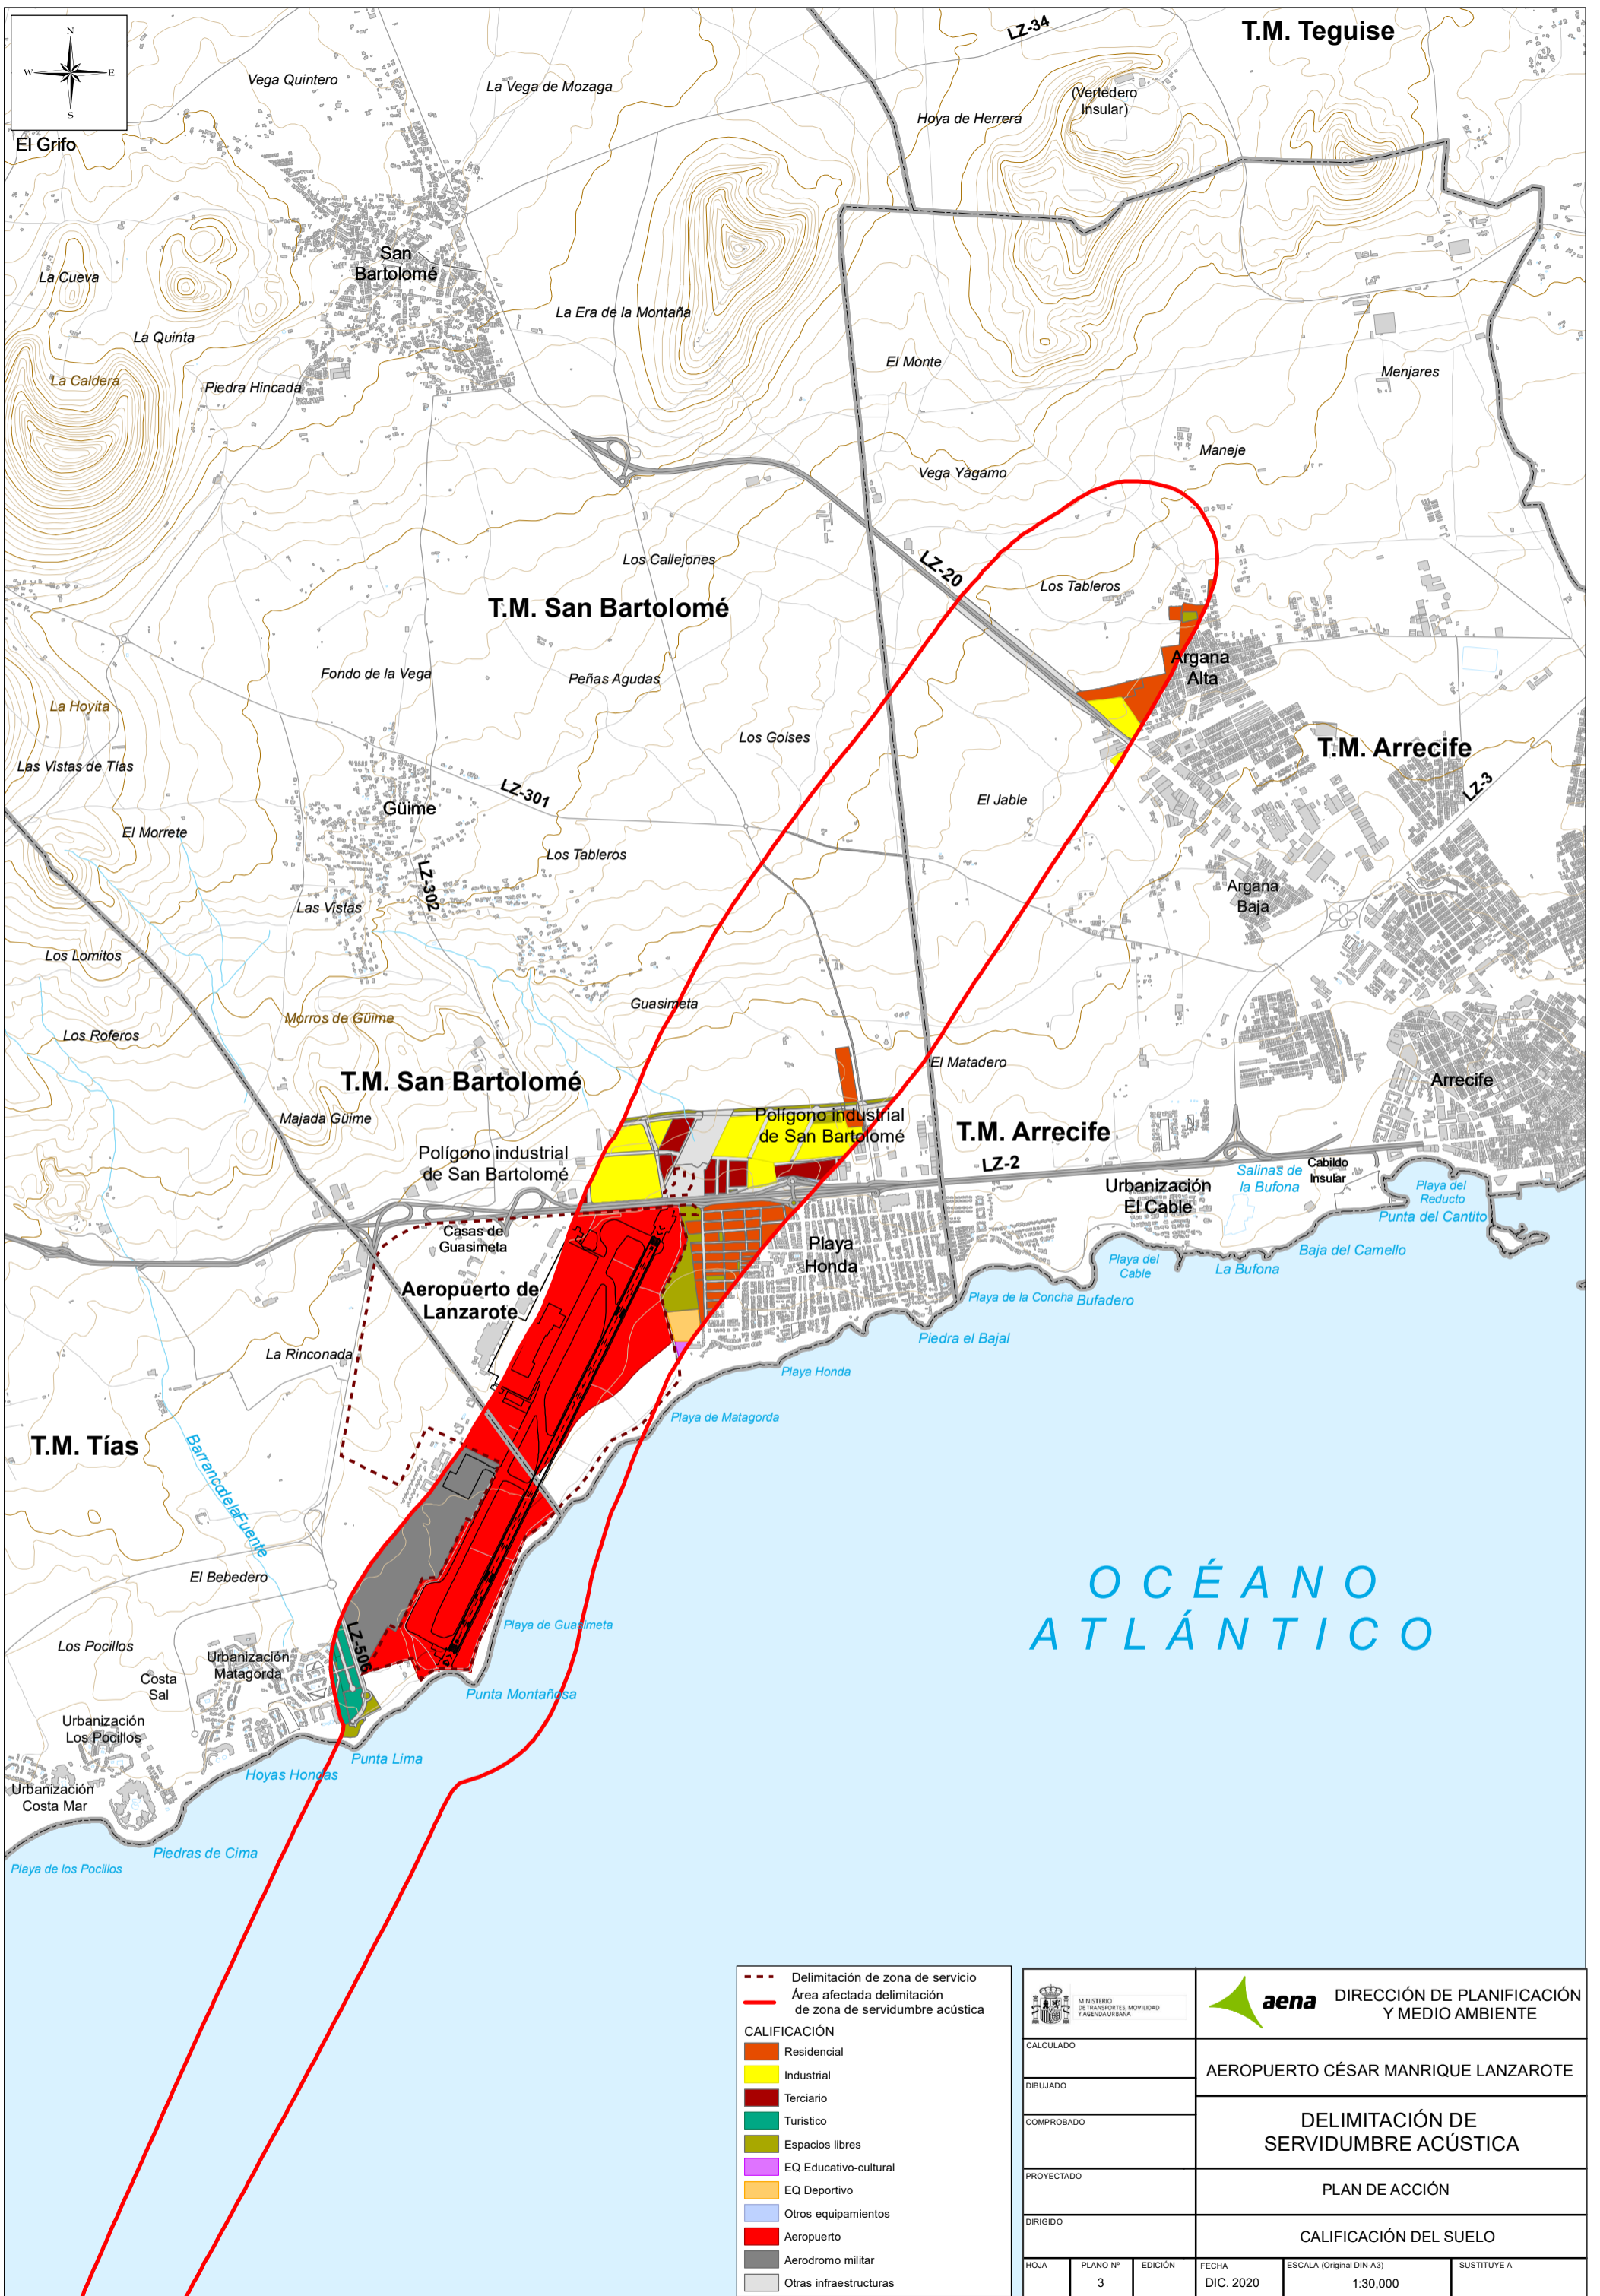 N
W
E
S
LZ-34
T.M. Teguise
Vega Quintero
La Vega de Mozaga
(Vertedero
Insular)
Hoya de Herrera
El Grifo
San
Bartolomé
La Cueva
La Era de la Montaña
La Quinta
El Monte
Menjares
La Caldera
Piedra Hincada
Maneje
Vega Yágamo
Los Callejones
LZ-20
Los Tableros
T.M. San Bartolomé
Argana
Alta
Fondo de la Vega
Peñas Agudas
La Hoyita
Los Goises
T.M. Arrecife
Las Vistas de Tías
LZ-301
LZ-3
El Jable
Güime
El Morrete
Los Tableros
LZ-302
Argana
Baja
Las Vistas
Los Lomitos
Guasimeta
Morros de Güime
Los Roferos
El Matadero
T.M. San Bartolomé
Arrecife
Majada Güime
Polígono industrial
de San Bartolomé
T.M. Arrecife
Polígono industrial
de San Bartolomé
LZ-2
Salinas de
la Bufona
Cabildo
Insular
Urbanización
El Cable
Playa del
Reducto
Punta del Cantito
Casas de
Guasimeta
Playa
Honda
Baja del Camello
Playa del
Cable
La Bufona
Aeropuerto de
Lanzarote
Playa de la Concha
Bufadero
Piedra el Bajal
La Rinconada
Playa Honda
Playa de Matagorda
T.M. Tías
Barranco de la Fuente
El Bebedero
OCÉANO
ATLÁNTICO
Playa de Guasimeta
LZ-506
Los Pocillos
Urbanización
Matagorda
Costa
Sal
Punta Montañosa
Urbanización
Los Pocillos
Punta Lima
Hoyas Hondas
Urbanización
Costa Mar
Piedras de Cima
Playa de los Pocillos
Delimitación de zona de servicio
Área afectada delimitación
de zona de servidumbre acústica
CALIFICACIÓN
Residencial
Industrial
Terciario
Turistico
Espacios libres
EQ Educativo-cultural
EQ Deportivo
Otros equipamientos
Aeropuerto
Aerodromo militar
Otras infraestructuras
MINISTERIO
DE TRANSPORTES, MOVILIDAD
Y AGENDA URBANA
aena
DIRECCIÓN DE PLANIFICACIÓN
Y MEDIO AMBIENTE
CALCULADO
AEROPUERTO CÉSAR MANRIQUE LANZAROTE
DIBUJADO
COMPROBADO
DELIMITACIÓN DE
SERVIDUMBRE ACÚSTICA
PROYECTADO
PLAN DE ACCIÓN
DIRIGIDO
CALIFICACIÓN DEL SUELO
HOJA
PLANO Nº
3
EDICIÓN
FECHA
DIC. 2020
ESCALA (Original DIN-A3)
1:30,000
SUSTITUYE A